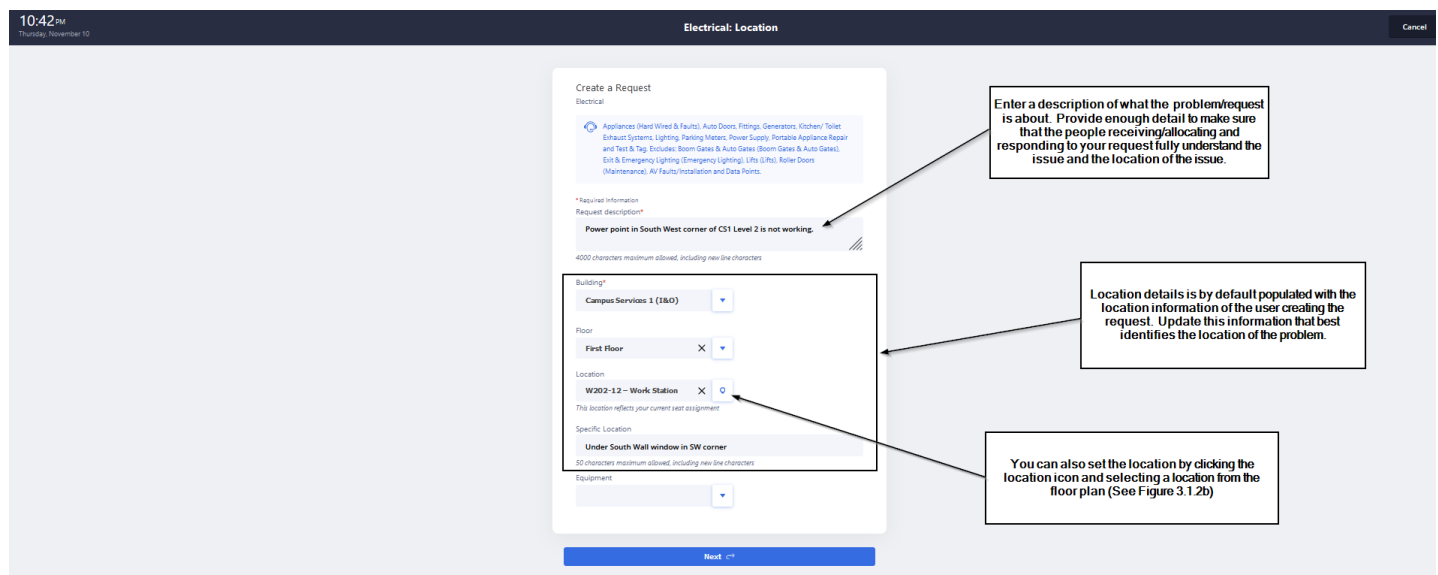 10:42 PM
Thursday, November 10
Electrical: Location
Cancel
Create a Request
Electrical
Appliances (Hard Wired & Faults), Auto Doors, Fittings, Generators, Kitchen/ Toilet
Exhaust Systems, Lighting, Parking Meters, Power Supply, Portable Appliance Repair
and Test & Tag, Excludes: Boom Gates & Auto Gates (Boom Gates & Auto Gates),
Exit & Emergency Lighting (Emergency Lighting), Lifts (Lifts), Roller Doors
(Maintenance), AV Faults/Installation and Data Points.
*Required Information
Request description*
Power point in South West corner of CS1 Level 2 is not working.
4000 characters maximum allowed, including new line characters
Building*
Campus Services 1 (I&O)
Floor
First Floor
Location
W202-12 – Work Station
This location reflects your current seat assignment
Specific Location
Under South Wall window in SW corner
50 characters maximum allowed, including new line characters
Equipment
Next
Enter a description of what the problem/request
is about. Provide enough detail to make sure
that the people receiving/allocating and
responding to your request fully understand the
issue and the location of the issue.
Location details is by default populated with the
location information of the user creating the
request. Update this information that best
identifies the location of the problem.
You can also set the location by clicking the
location icon and selecting a location from the
floor plan (See Figure 3.1.2b)